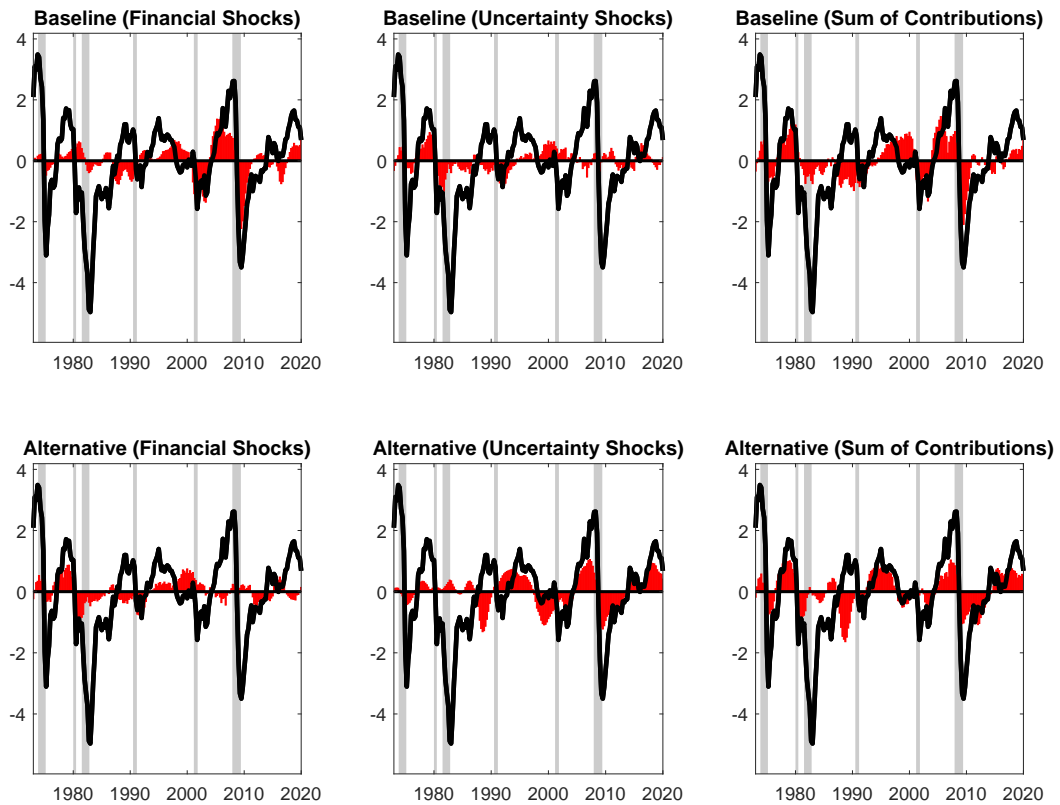 Baseline (Financial Shocks)
4
2
0
-2
-4
1980 1990 2000 2010 2020
Baseline (Uncertainty Shocks)
4
2
0
-2
-4
1980 1990 2000 2010 2020
Baseline (Sum of Contributions)
4
2
0
-2
-4
1980 1990 2000 2010 2020
Alternative (Financial Shocks)
4
2
0
-2
-4
1980 1990 2000 2010 2020
Alternative (Uncertainty Shocks)
4
2
0
-2
-4
1980 1990 2000 2010 2020
Alternative (Sum of Contributions)
4
2
0
-2
-4
1980 1990 2000 2010 2020